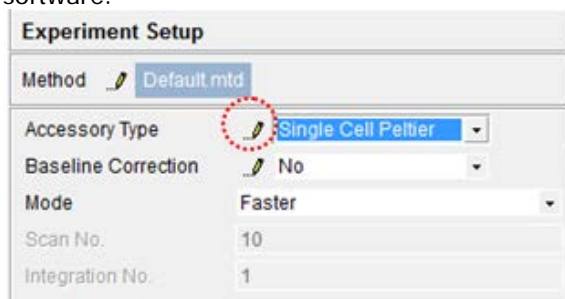 software.
Experiment Setup
Method Default.mtd
Accessory Type Single Cell Peltier
Baseline Correction No
Mode Faster
Scan No. 10
Integration No. 1